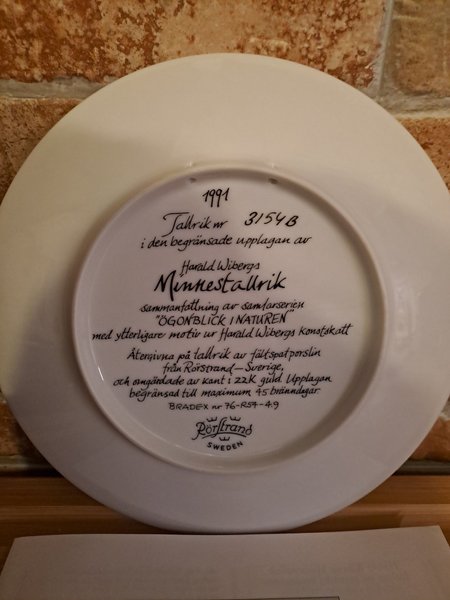 1991
Tallrik nr 3154B
i den begränsade upplagan av
Harald Wibergs
Minnestallrik
sammanfattning av samlarserien
"ÖGONBLICK I NATUREN"
med ytterligare motiv ur Harald Wibergs Konstskatt
Återgivna på tallrik av fältspatporslin
från Rörstrand-Sverige,
och omgärdade av kant i 22K guld. Upplagan
begränsad till maximum 45 bränndagar.
BRADEX nr 76-R54-4.9
Rörstrand
SWEDEN